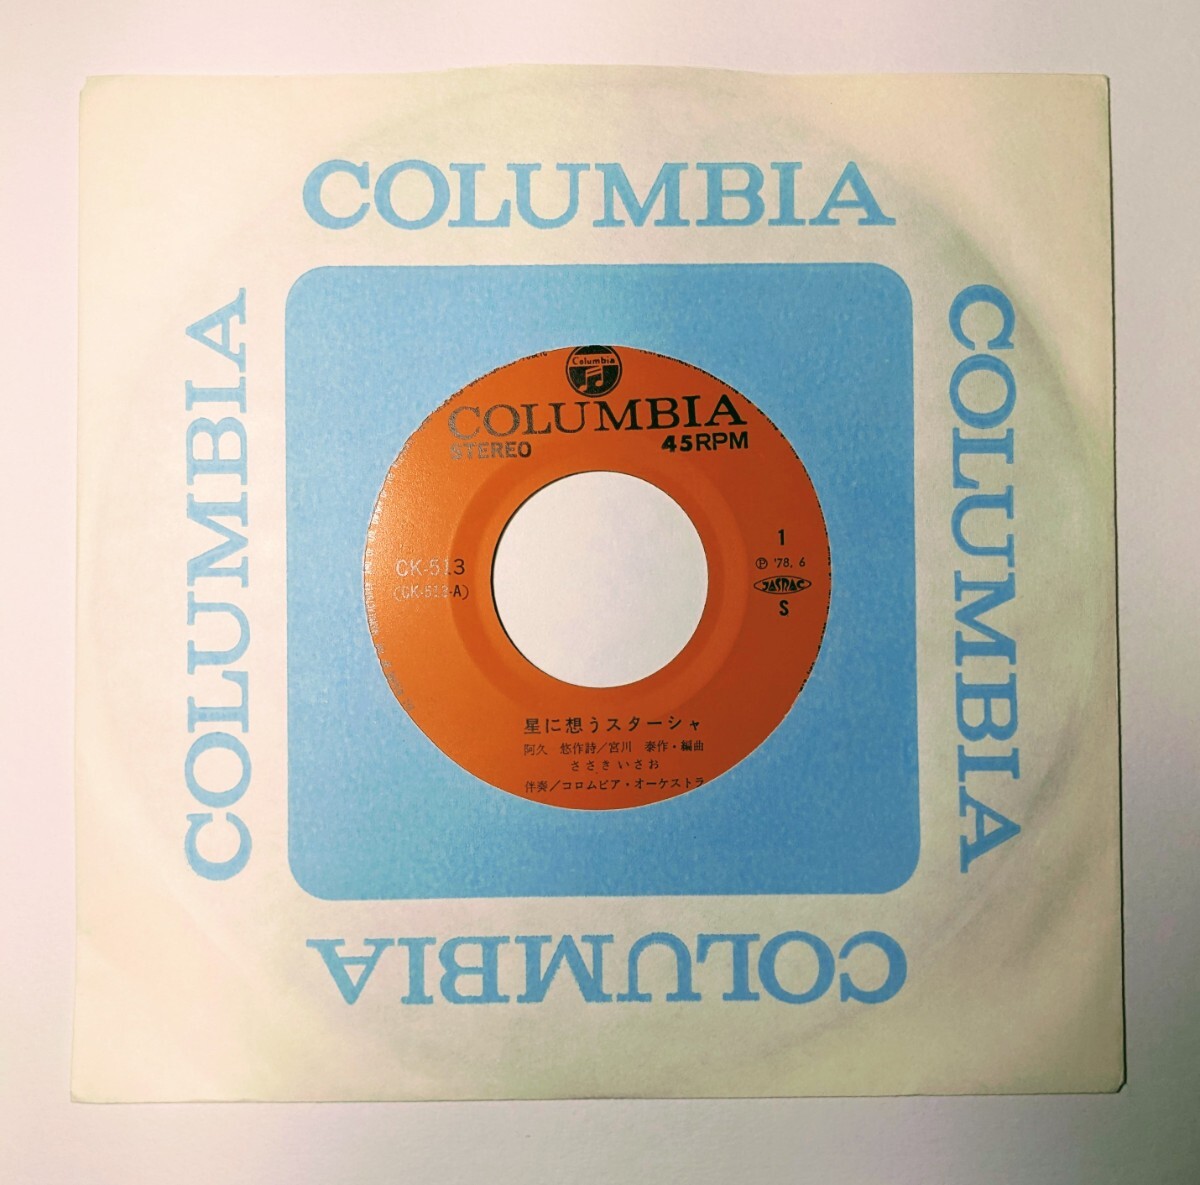 COLUMBIA
COLUMBIA
COLUMBIA
COLUMBIA
Columbia
COLUMBIA
STEREO
45RPM
CK-513
(CK-513-A)
1
Ⓟ '78. 6
JASRAC
S
星に想うスターシャ
阿久 悠作詩/宮川 泰作・編曲
ささきいさお
伴奏/コロムビア・オーケストラ